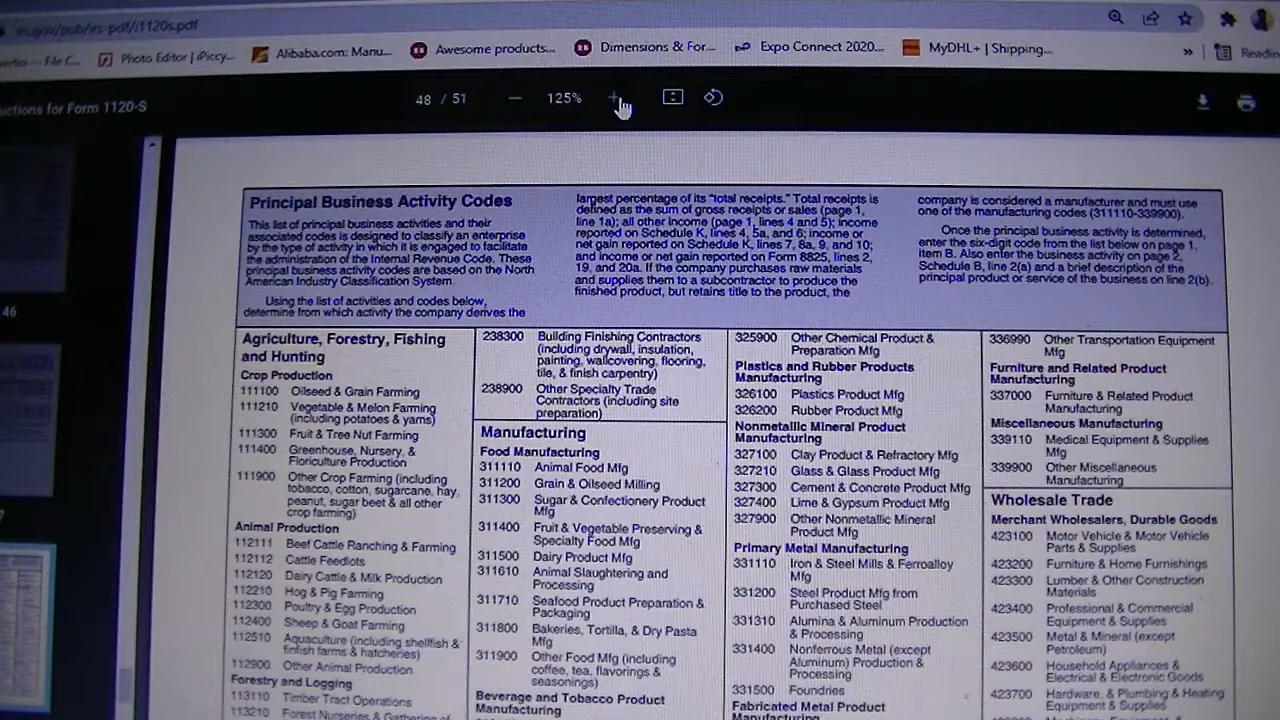 irs.gov/pub/irs-pdf/i1120s.pdf
File C...
Photo Editor | iPiccy...
Alibaba.com: Manu...
Awesome products...
Dimensions & For...
Expo Connect 2020...
MyDHL+ | Shipping...
»
uctions for Form 1120-S
48 / 51
— 125% +
46
Principal Business Activity Codes
This list of principal business activities and their
associated codes is designed to classify an enterprise
by the type of activity in which it is engaged to facilitate
the administration of the Internal Revenue Code. These
principal business activity codes are based on the North
American Industry Classification System.
Using the list of activities and codes below,
determine from which activity the company derives the
largest percentage of its "total receipts." Total receipts is
defined as the sum of gross receipts or sales (page 1,
line 1a); all other income (page 1, lines 4 and 5); income
reported on Schedule K, lines 4, 5a, and 6; income or
net gain reported on Schedule K, lines 7, 8a, 9, and 10;
and income or net gain reported on Form 8825, lines 2,
19, and 20a. If the company purchases raw materials
and supplies them to a subcontractor to produce the
finished product, but retains title to the product, the
company is considered a manufacturer and must use
one of the manufacturing codes (311110-339900).
Once the principal business activity is determined,
enter the six-digit code from the list below on page 1,
item B. Also enter the business activity on page 2,
Schedule B, line 2(a) and a brief description of the
principal product or service of the business on line 2(b).
Agriculture, Forestry, Fishing
and Hunting
Crop Production
111100 Oilseed & Grain Farming
111210 Vegetable & Melon Farming
(including potatoes & yams)
111300 Fruit & Tree Nut Farming
111400 Greenhouse, Nursery, &
Floriculture Production
111900 Other Crop Farming (including
tobacco, cotton, sugarcane, hay,
peanut, sugar beet & all other
crop farming)
Animal Production
112111 Beef Cattle Ranching & Farming
112112 Cattle Feedlots
112120 Dairy Cattle & Milk Production
112210 Hog & Pig Farming
112300 Poultry & Egg Production
112400 Sheep & Goat Farming
112510 Aquaculture (including shellfish &
finfish farms & hatcheries)
112900 Other Animal Production
Forestry and Logging
113110 Timber Tract Operations
113210 Forest Nurseries & Gathering of
238300 Building Finishing Contractors
(including drywall, insulation,
painting, wallcovering, flooring,
tile, & finish carpentry)
238900 Other Specialty Trade
Contractors (including site
preparation)
Manufacturing
Food Manufacturing
311110 Animal Food Mfg
311200 Grain & Oilseed Milling
311300 Sugar & Confectionery Product
Mfg
311400 Fruit & Vegetable Preserving &
Specialty Food Mfg
311500 Dairy Product Mfg
311610 Animal Slaughtering and
Processing
311710 Seafood Product Preparation &
Packaging
311800 Bakeries, Tortilla, & Dry Pasta
Mfg
311900 Other Food Mfg (including
coffee, tea, flavorings &
seasonings)
Beverage and Tobacco Product
Manufacturing
325900 Other Chemical Product &
Preparation Mfg
Plastics and Rubber Products
Manufacturing
326100 Plastics Product Mfg
326200 Rubber Product Mfg
Nonmetallic Mineral Product
Manufacturing
327100 Clay Product & Refractory Mfg
327210 Glass & Glass Product Mfg
327300 Cement & Concrete Product Mfg
327400 Lime & Gypsum Product Mfg
327900 Other Nonmetallic Mineral
Product Mfg
Primary Metal Manufacturing
331110 Iron & Steel Mills & Ferroalloy
Mfg
331200 Steel Product Mfg from
Purchased Steel
331310 Alumina & Aluminum Production
& Processing
331400 Nonferrous Metal (except
Aluminum) Production &
Processing
331500 Foundries
Fabricated Metal Product
Manufacturing
336990 Other Transportation Equipment
Mfg
Furniture and Related Product
Manufacturing
337000 Furniture & Related Product
Manufacturing
Miscellaneous Manufacturing
339110 Medical Equipment & Supplies
Mfg
339900 Other Miscellaneous
Manufacturing
Wholesale Trade
Merchant Wholesalers, Durable Goods
423100 Motor Vehicle & Motor Vehicle
Parts & Supplies
423200 Furniture & Home Furnishings
423300 Lumber & Other Construction
Materials
423400 Professional & Commercial
Equipment & Supplies
423500 Metal & Mineral (except
Petroleum)
423600 Household Appliances &
Electrical & Electronic Goods
423700 Hardware, & Plumbing & Heating
Equipment & Supplies